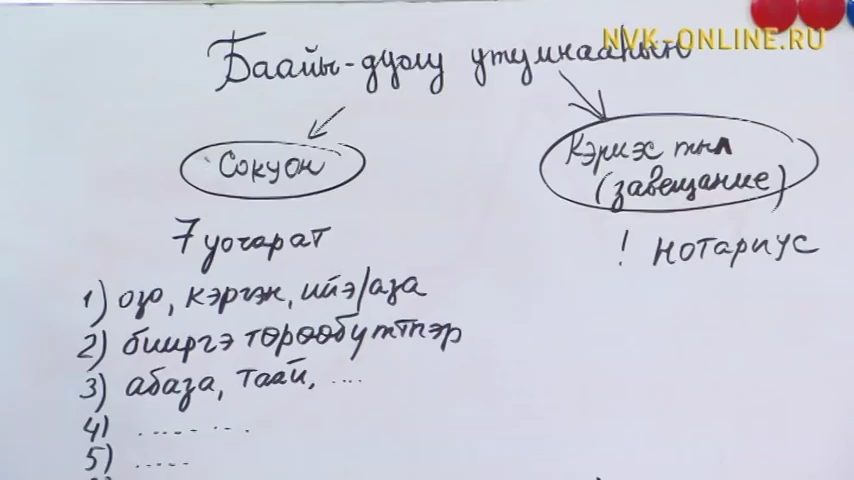 NVK-ONLINE.RU
Баайы-дуолу утумнааһын
Сокуон
Кэриэс тыл
(завещание)
7 уочарат
! нотариус
1) оҕо, кэргэн, ийэ/аҕа
2) бииргэ төрөөбүттэр
3) абаҕа, таай, ....
4) ........
5) .....